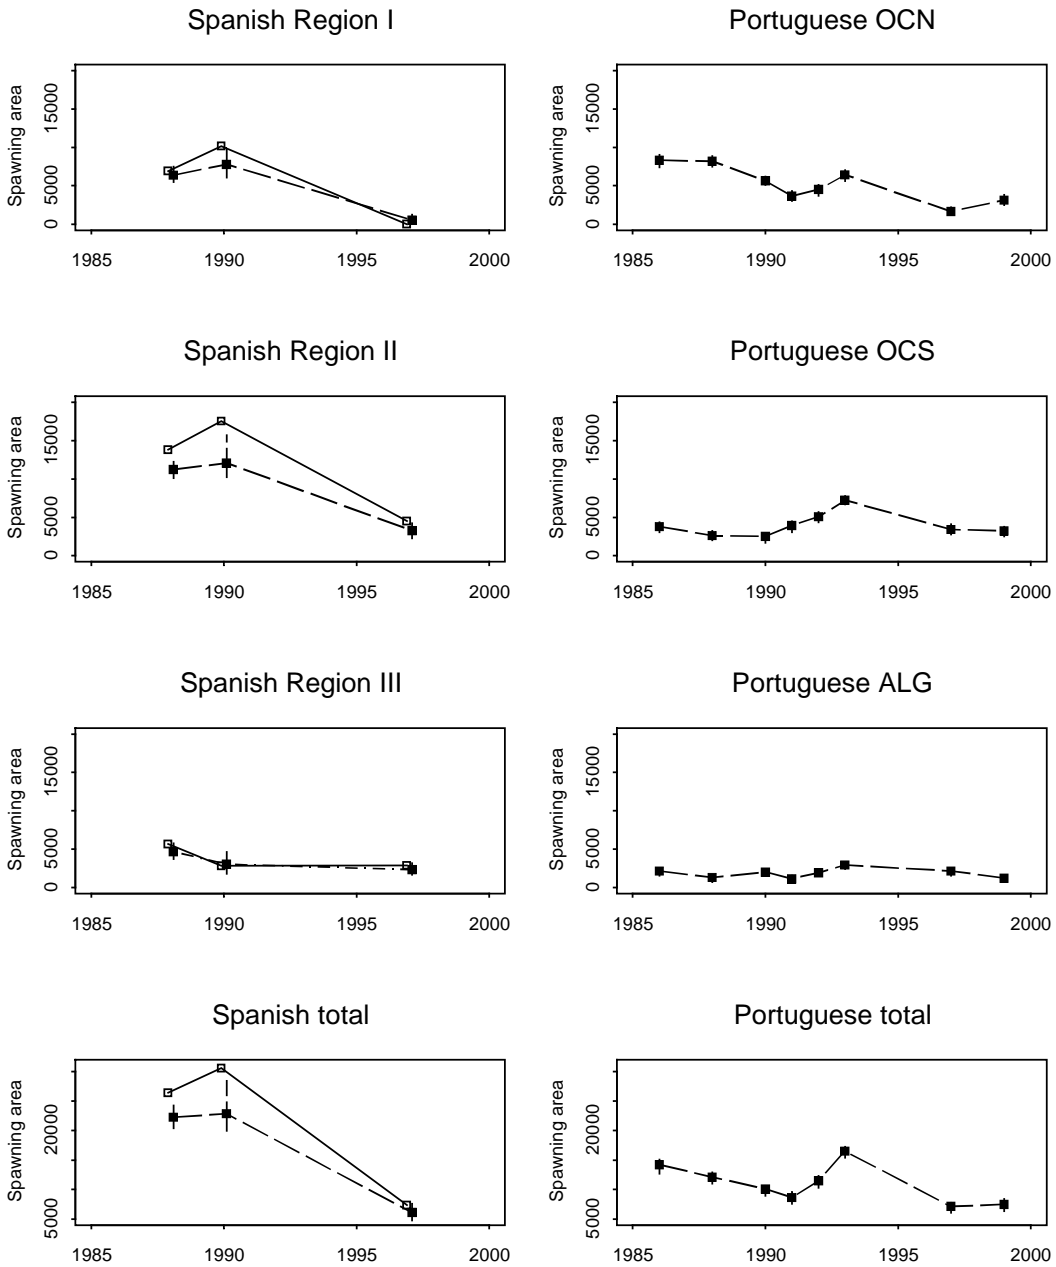 Spanish Region I
Spawning area
15000
5000
0
1985 1990 1995 2000
Portuguese OCN
Spawning area
15000
5000
0
1985 1990 1995 2000
Spanish Region II
Spawning area
15000
5000
0
1985 1990 1995 2000
Portuguese OCS
Spawning area
15000
5000
0
1985 1990 1995 2000
Spanish Region III
Spawning area
15000
5000
0
1985 1990 1995 2000
Portuguese ALG
Spawning area
15000
5000
0
1985 1990 1995 2000
Spanish total
Spawning area
20000
5000
1985 1990 1995 2000
Portuguese total
Spawning area
20000
5000
1985 1990 1995 2000